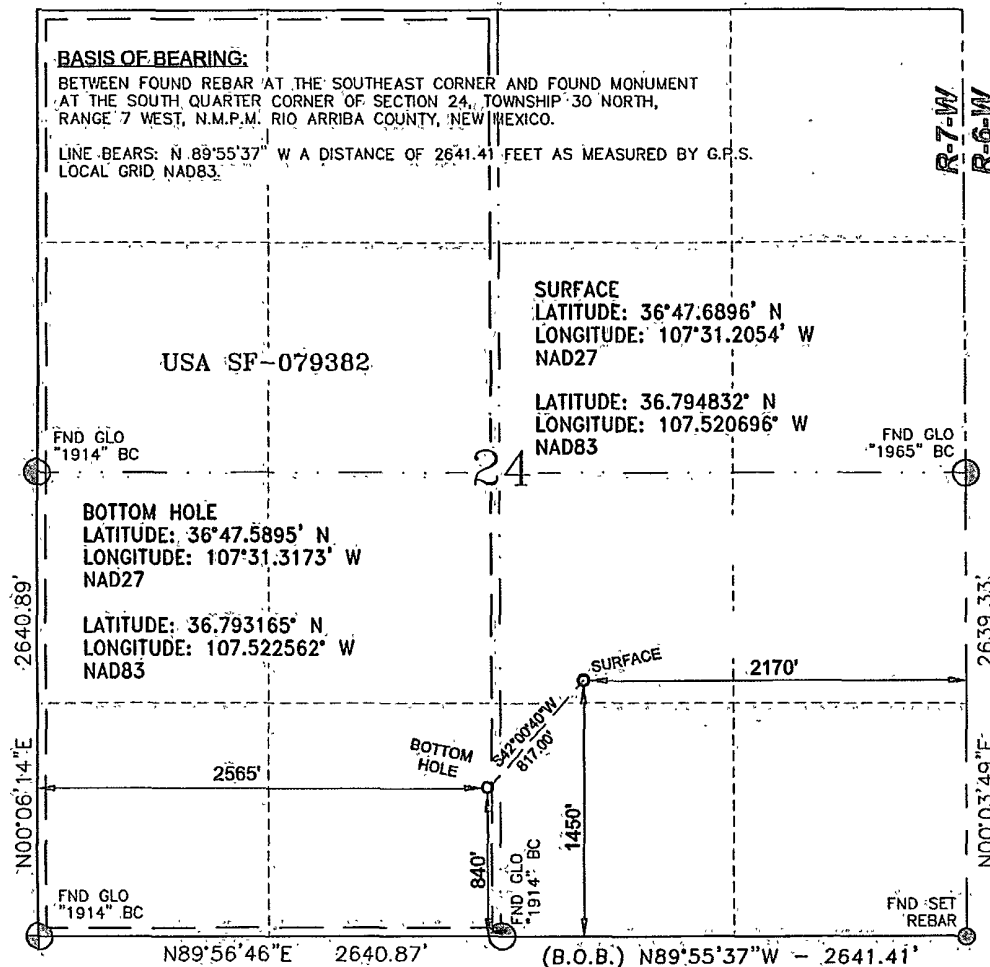 BASIS OF BEARING:
BETWEEN FOUND REBAR AT THE SOUTHEAST CORNER AND FOUND MONUMENT
AT THE SOUTH QUARTER CORNER OF SECTION 24, TOWNSHIP 30 NORTH,
RANGE 7 WEST, N.M.P.M. RIO ARRIBA COUNTY, NEW MEXICO.
LINE BEARS: N 89°55'37" W A DISTANCE OF 2641.41 FEET AS MEASURED BY G.P.S.
LOCAL GRID NAD83.
R-7-W
R-6-W
SURFACE
LATITUDE: 36°47.6896' N
LONGITUDE: 107°31.2054' W
NAD27
LATITUDE: 36.794832° N
LONGITUDE: 107.520696° W
NAD83
USA SF-079382
FND GLO
"1914" BC
24
FND GLO
"1965" BC
BOTTOM HOLE
LATITUDE: 36°47.5895' N
LONGITUDE: 107°31.3173' W
NAD27
LATITUDE: 36.793165° N
LONGITUDE: 107.522562° W
NAD83
N00°06'14"E 2640.89'
N00°03'49"E 2639.33'
SURFACE
2170'
S42°00'40"W
817.00'
BOTTOM
HOLE
2565'
840'
1450'
FND GLO
"1914" BC
FND GLO
"1914" BC
FND SET
REBAR
N89°56'46"E 2640.87'
(B.O.B.) N89°55'37"W - 2641.41'